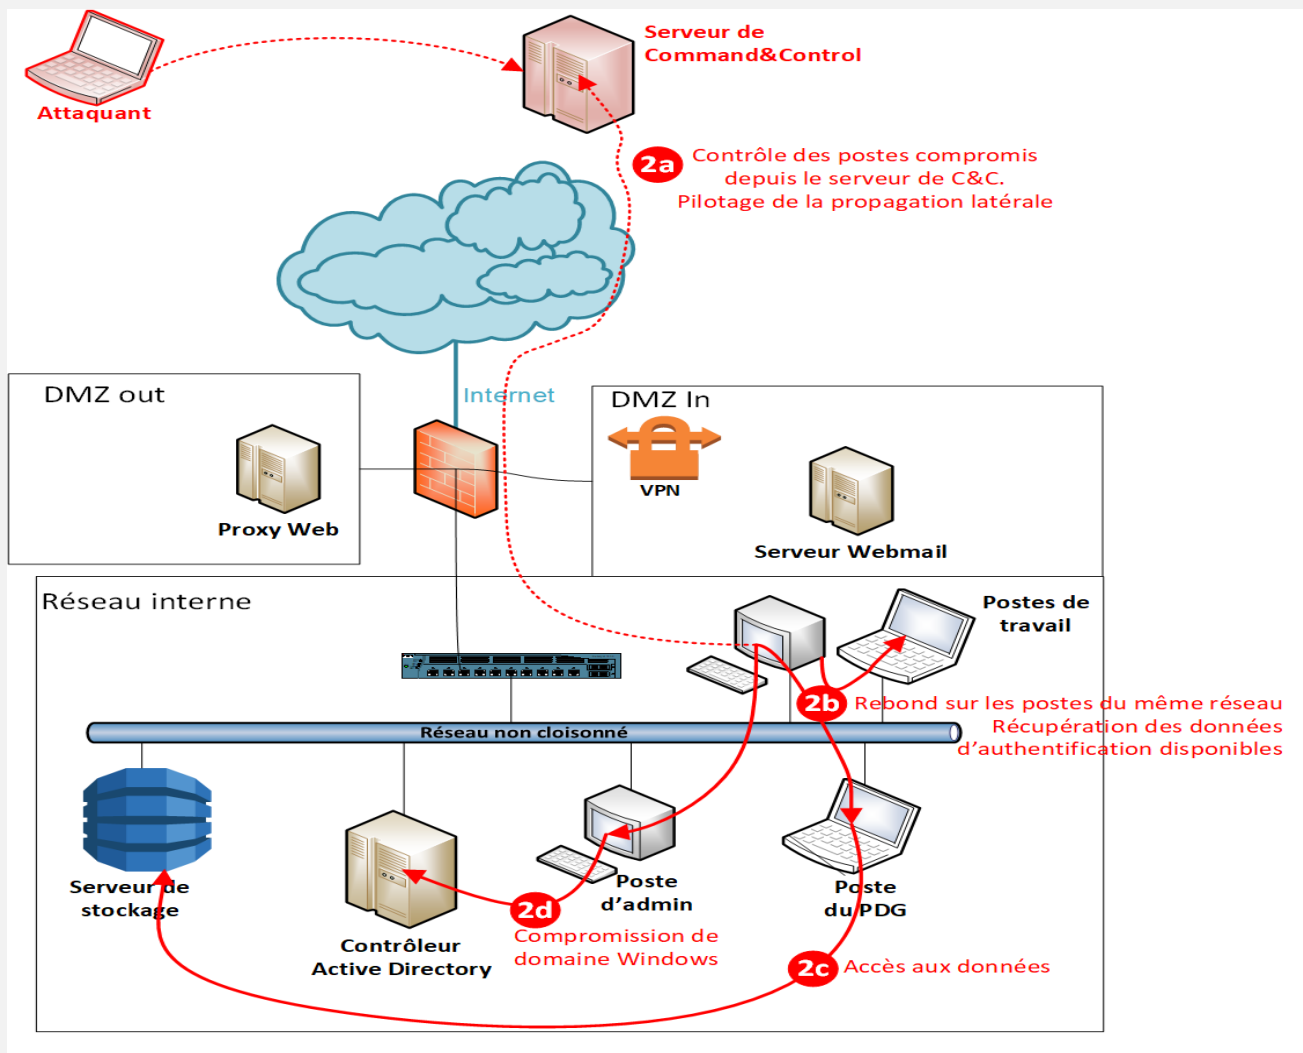 Serveur de
Command&Control
Attaquant
2a
Contrôle des postes compromis
depuis le serveur de C&C.
Pilotage de la propagation latérale
DMZ out
Internet
DMZ In
VPN
Proxy Web
Serveur Webmail
Réseau interne
Postes de
travail
2b
Rebond sur les postes du même réseau
Récupération des données
d’authentification disponibles
Réseau non cloisonné
Serveur de
stockage
Poste
d’admin
Poste
du PDG
2d
Compromission de
domaine Windows
Contrôleur
Active Directory
2c
Accès aux données